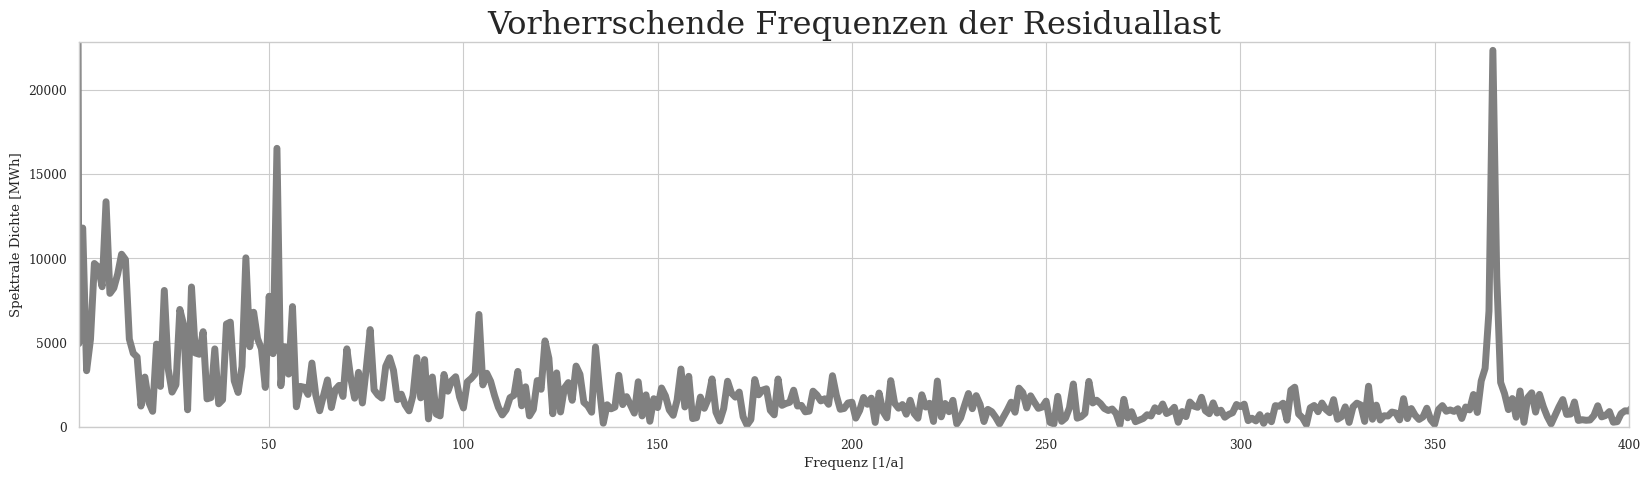 Vorherrschende Frequenzen der Residuallast
Spektrale Dichte [MWh]
20000
15000
10000
5000
0
50 100 150 200 250 300 350 400
Frequenz [1/a]